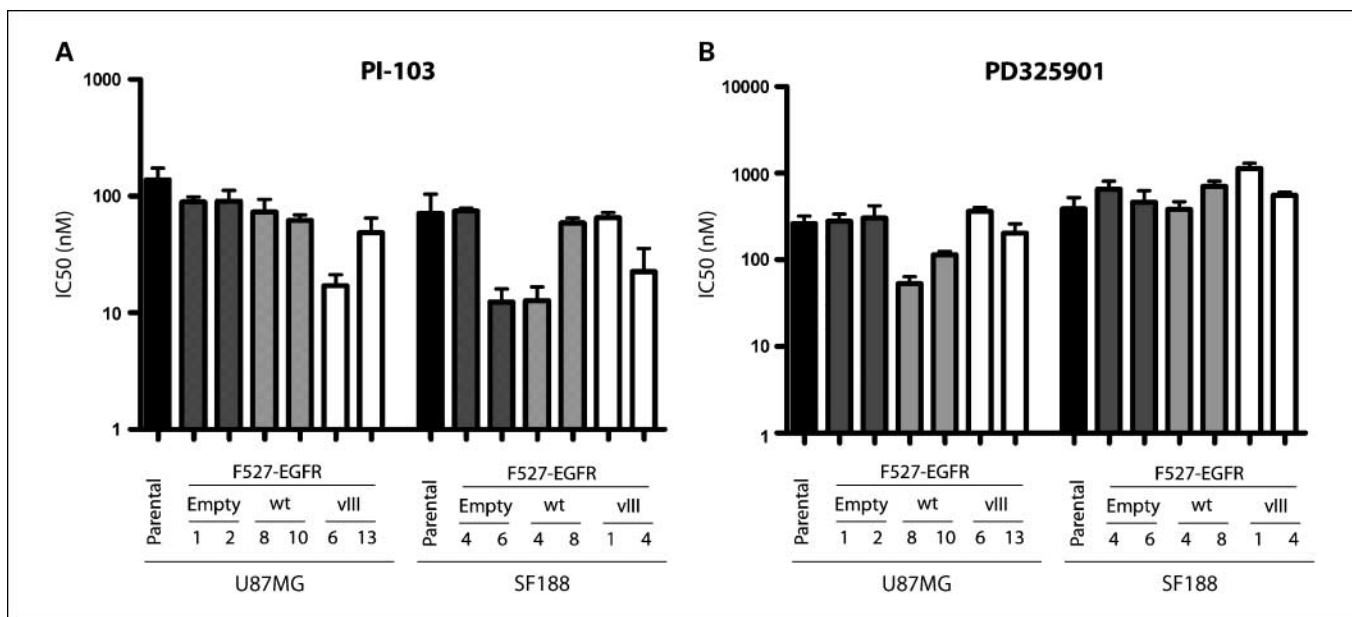 A
PI-103
1000
100
10
1
IC50 (nM)
F527-EGFR
F527-EGFR
Parental
Empty
wt
vIII
Parental
Empty
wt
vIII
1 2 8 10 6 13
4 6 4 8 1 4
U87MG
SF188
B
PD325901
10000
1000
100
10
1
IC50 (nM)
F527-EGFR
F527-EGFR
Parental
Empty
wt
vIII
Parental
Empty
wt
vIII
1 2 8 10 6 13
4 6 4 8 1 4
U87MG
SF188